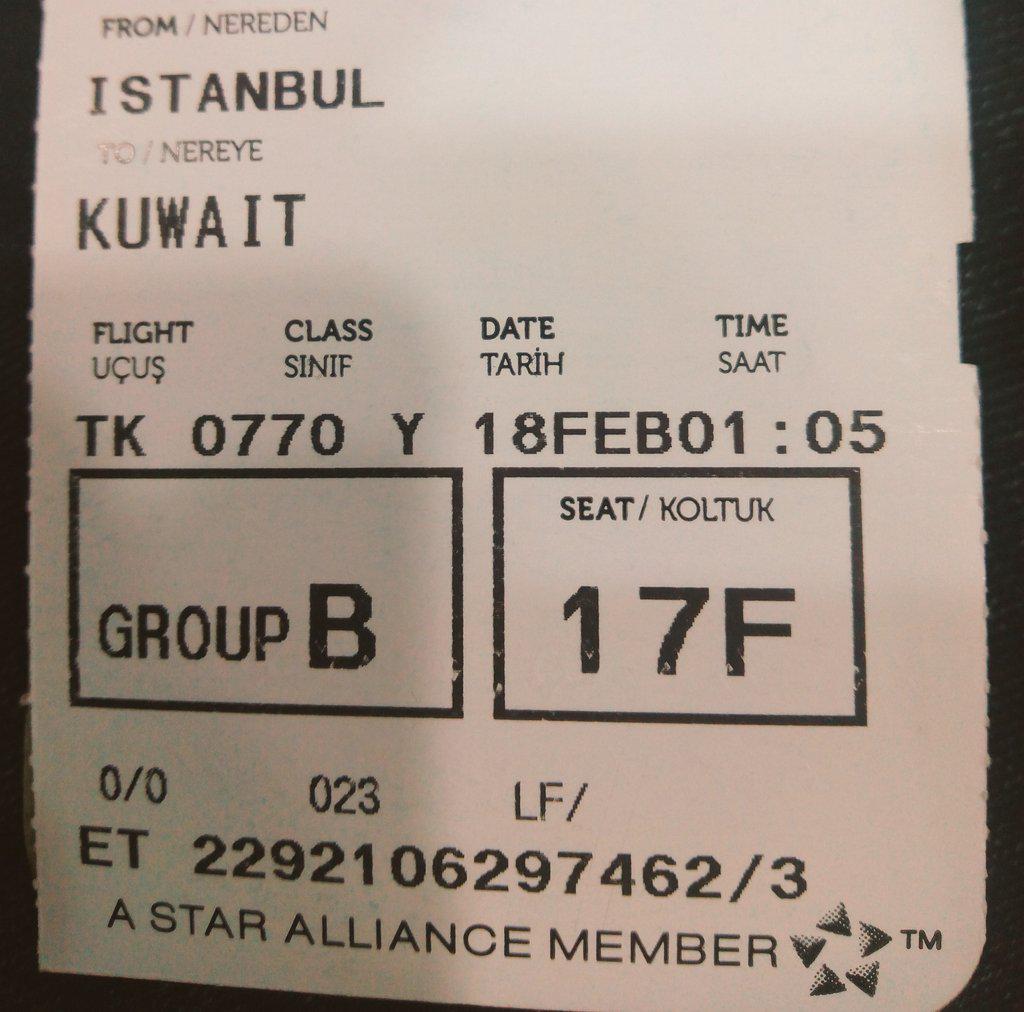 FROM / NEREDEN
ISTANBUL
TO / NEREYE
KUWAIT
FLIGHT CLASS DATE TIME
UÇUŞ SINIF TARİH SAAT
TK 0770 Y 18FEB01:05
SEAT / KOLTUK
GROUP B 17F
0/0 023 LF/
ET 2292106297462/3
A STAR ALLIANCE MEMBER TM